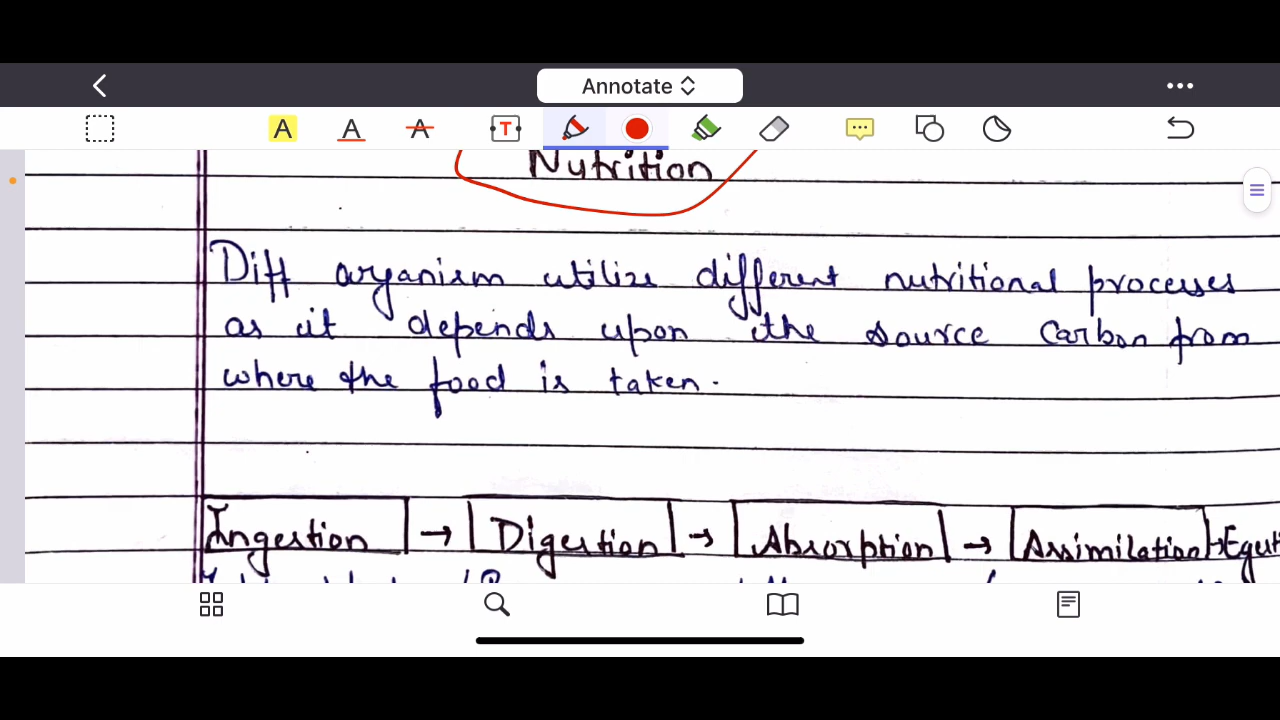 Annotate
A A A T
Nutrition
Diff organism utilize different nutritional processes
as it depends upon the source carbon from
where the food is taken.
Ingestion → Digestion → Absorption → Assimilation → Egest